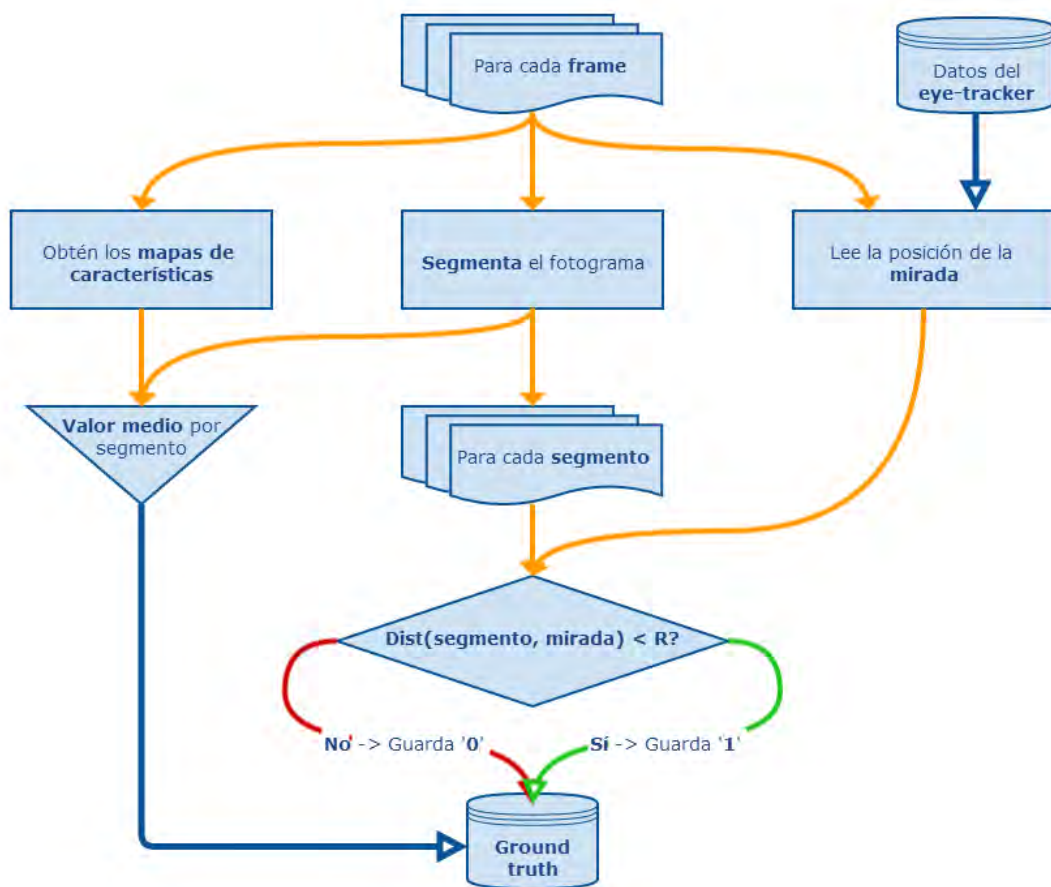 Para cada frame
Datos del
eye-tracker
Obtén los mapas de
características
Segmenta el fotograma
Lee la posición de la
mirada
Valor medio por
segmento
Para cada segmento
Dist(segmento, mirada) < R?
No -> Guarda '0'
Sí -> Guarda '1'
Ground
truth